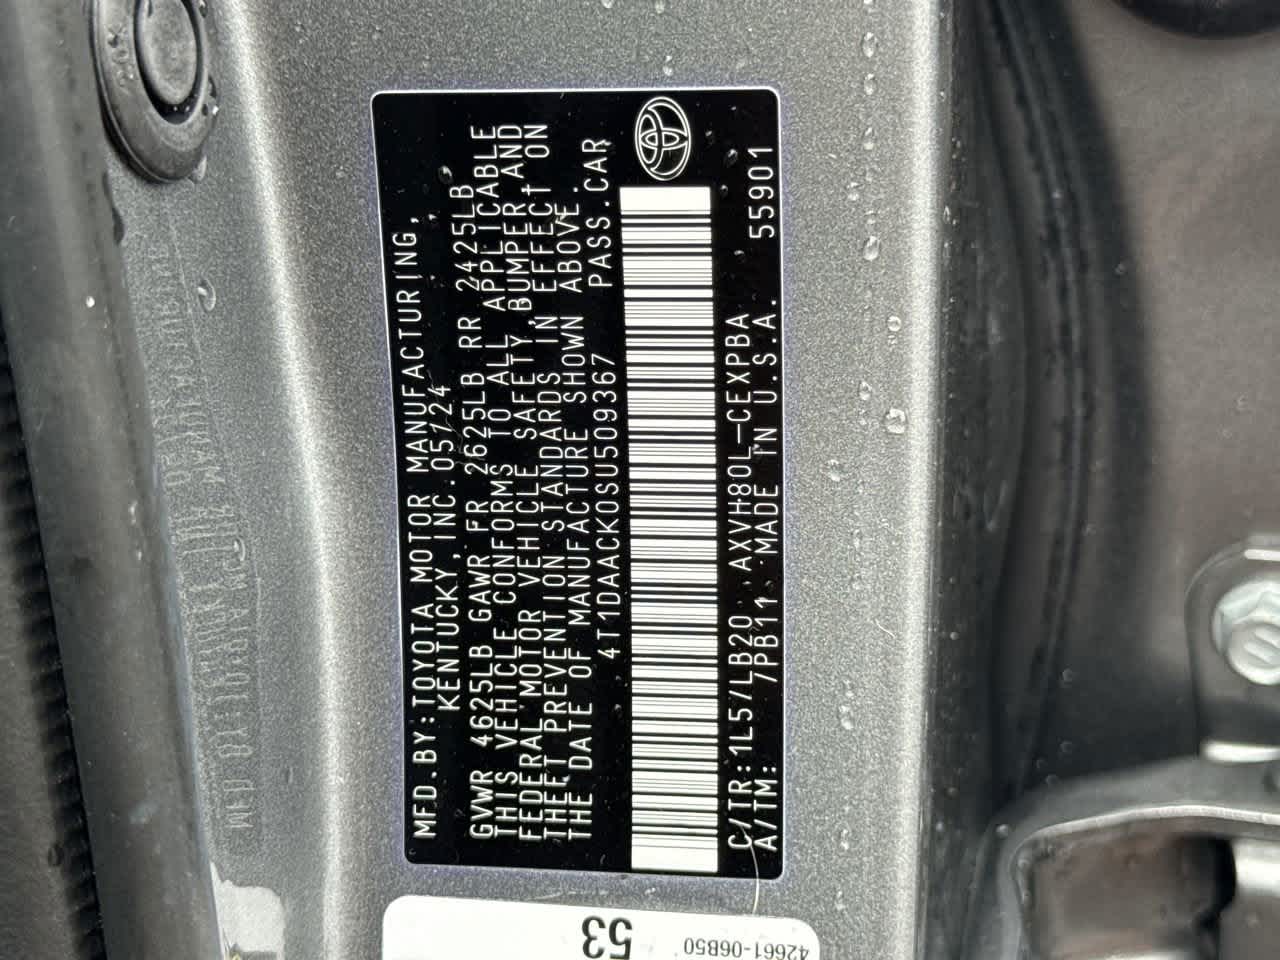 MFD.BY:TOYOTA MOTOR MANUFACTURING,
KENTUCKY,INC.05/24
GVWR 4625LB GAWR FR 2625LB RR 2425LB
THIS VEHICLE CONFORMS TO ALL APPLICABLE
FEDERAL MOTOR VEHICLE SAFETY,BUMPER,AND
THEFT PREVENTION STANDARDS IN EFFECT ON
THE DATE OF MANUFACTURE SHOWN ABOVE.
4T1DAACK0SU509367 PASS.CAR
C/TR:1L57/LB20 AXVH80L-CEXPBA 55901
A/TM: 7PB11 MADE IN U.S.A.
53
42661-06B50
20